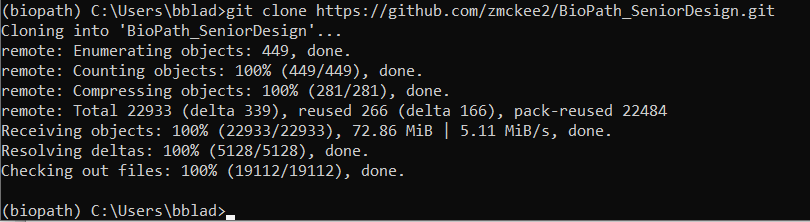 (biopath) C:\Users\bblad>git clone https://github.com/zmckee2/BioPath_SeniorDesign.git
Cloning into 'BioPath_SeniorDesign'...
remote: Enumerating objects: 449, done.
remote: Counting objects: 100% (449/449), done.
remote: Compressing objects: 100% (281/281), done.
remote: Total 22933 (delta 339), reused 266 (delta 166), pack-reused 22484
Receiving objects: 100% (22933/22933), 72.86 MiB | 5.11 MiB/s, done.
Resolving deltas: 100% (5128/5128), done.
Checking out files: 100% (19112/19112), done.
(biopath) C:\Users\bblad>